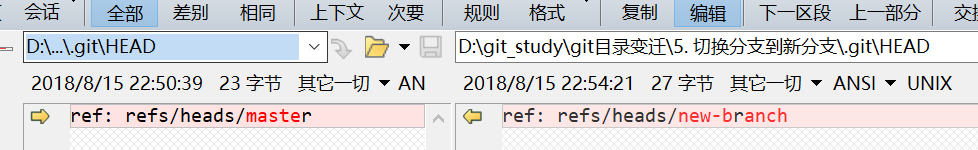 会话 全部 差别 相同 上下文 次要 规则 格式 复制 编辑 下一区段 上一部分
D:\...\.git\HEAD D:\git_study\git目录变迁\5. 切换分支到新分支\.git\HEAD
2018/8/15 22:50:39 23 字节 其它一切 AN 2018/8/15 22:54:21 27 字节 其它一切 ANSI UNIX
ref: refs/heads/master ref: refs/heads/new-branch